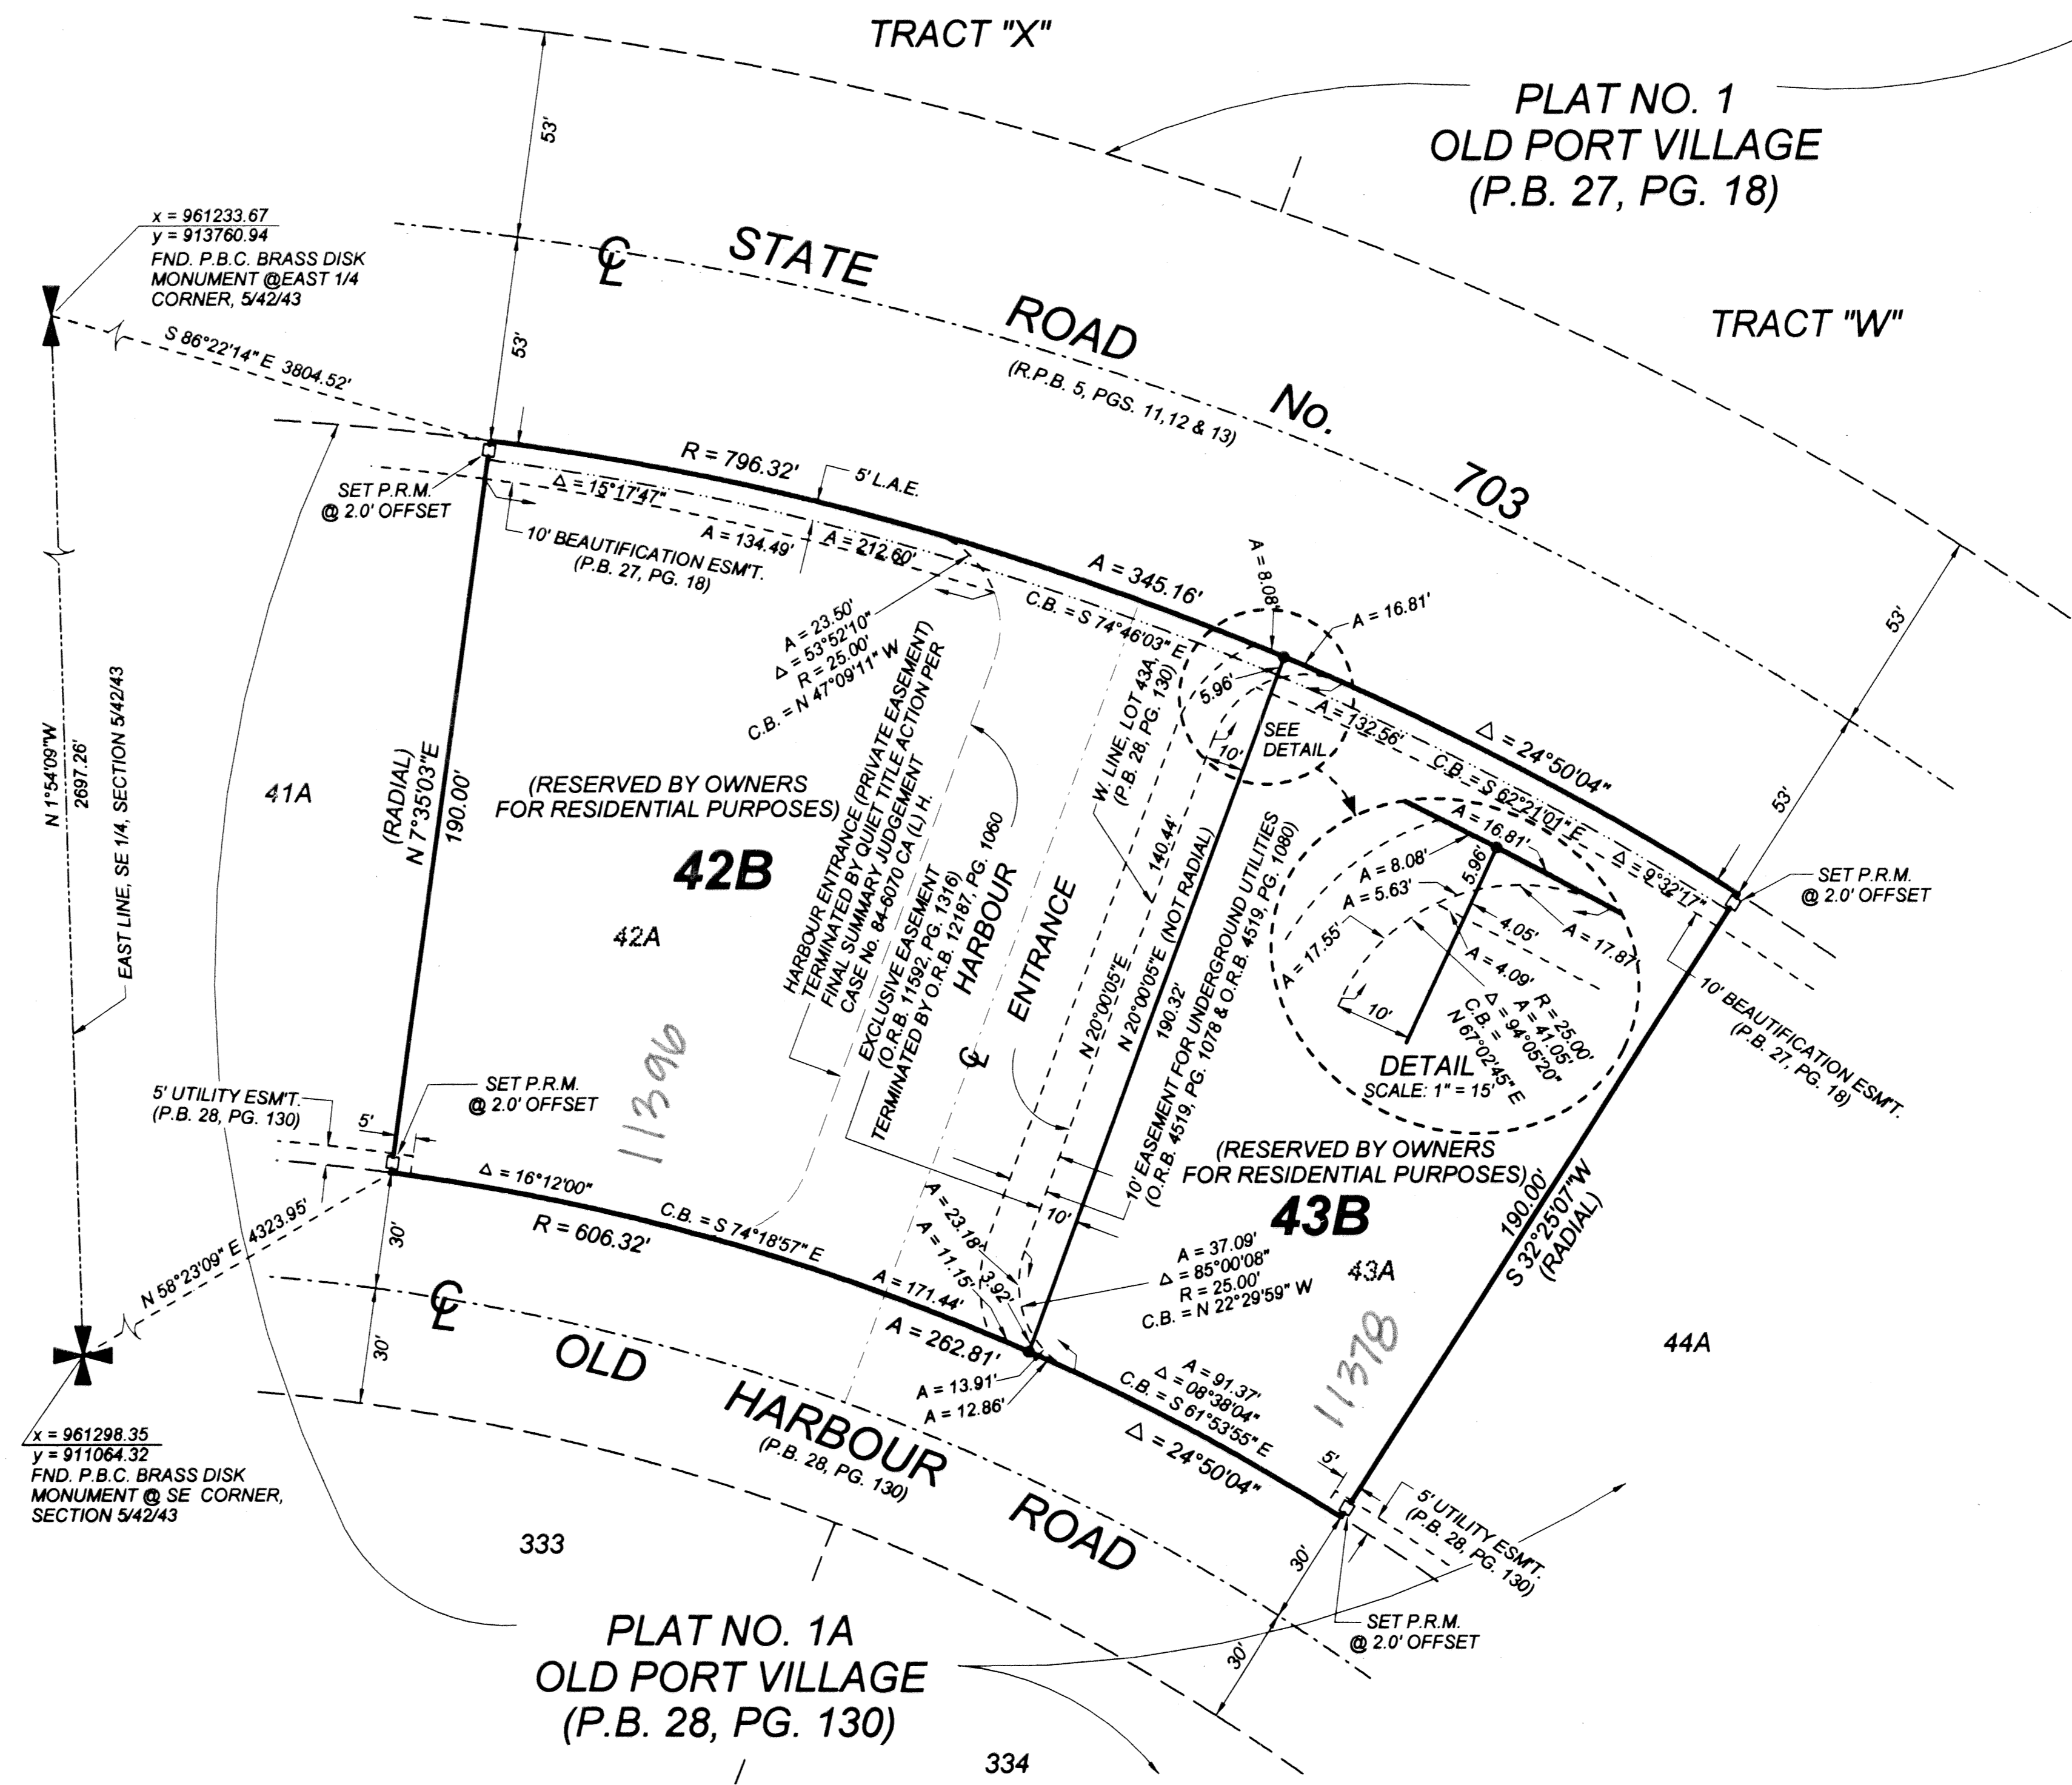 TRACT "X"
PLAT NO. 1
OLD PORT VILLAGE
(P.B. 27, PG. 18)
53'
x = 961233.67
y = 913760.94
FND. P.B.C. BRASS DISK
MONUMENT @EAST 1/4
CORNER, 5/42/43
S 86°22'14" E 3804.52'
53'
C L
STATE
ROAD
No.
703
(R.P.B. 5, PGS. 11,12 & 13)
TRACT "W"
53'
53'
SET P.R.M.
@ 2.0' OFFSET
R = 796.32'
5' L.A.E.
Δ = 15°17'47"
A = 134.49'
A = 212.60'
10' BEAUTIFICATION ESM'T.
(P.B. 27, PG. 18)
A = 345.16'
C.B. = S 74°46'03" E
A = 8.08'
A = 16.81'
A = 23.50'
Δ = 53°52'10"
R = 25.00'
C.B. = N 47°09'11" W
5.96'
SEE
DETAIL
10'
A = 132.56'
Δ = 24°50'04"
C.B. = S 62°21'01" E
Δ = 9°32'17"
SET P.R.M.
@ 2.0' OFFSET
10' BEAUTIFICATION ESM'T.
(P.B. 27, PG. 18)
N 1°54'09"W
2697.26'
EAST LINE, SE 1/4, SECTION 5/42/43
41A
(RADIAL)
N 7°35'03"E
190.00'
(RESERVED BY OWNERS
FOR RESIDENTIAL PURPOSES)
42B
42A
11396
HARBOUR ENTRANCE (PRIVATE EASEMENT)
TERMINATED BY QUIET TITLE ACTION PER
FINAL SUMMARY JUDGEMENT
CASE No. 84-6070 CA (L) H.
EXCLUSIVE EASEMENT
(O.R.B. 11592, PG. 1316)
TERMINATED BY O.R.B. 12187, PG. 1060
HARBOUR
C L
ENTRANCE
W. LINE, LOT 43A,
(P.B. 28, PG. 130)
140.44'
N 20°00'05"E
N 20°00'05"E (NOT RADIAL)
190.32'
10' EASEMENT FOR UNDERGROUND UTILITIES
(O.R.B. 4519, PG. 1078 & O.R.B. 4519, PG. 1080)
A = 16.81'
A = 8.08'
5.96'
A = 5.63'
A = 17.55'
4.05'
A = 17.87'
A = 4.09'
10'
R = 25.00'
A = 41.05'
Δ = 94°05'20"
C.B. =
N 67°02'45" E
DETAIL
SCALE: 1" = 15'
(RESERVED BY OWNERS
FOR RESIDENTIAL PURPOSES)
43B
43A
11378
190.00'
S 32°25'07"W
(RADIAL)
44A
5' UTILITY ESM'T.
(P.B. 28, PG. 130)
5'
SET P.R.M.
@ 2.0' OFFSET
Δ = 16°12'00"
R = 606.32'
C.B. = S 74°18'57" E
A = 171.44'
A = 262.81'
A = 23.18'
A = 11.15'
3.92'
10'
A = 37.09'
Δ = 85°00'08"
R = 25.00'
C.B. = N 22°29'59" W
A = 13.91'
A = 12.86'
A = 91.37'
Δ = 08°38'04"
C.B. = S 61°53'55" E
Δ = 24°50'04"
5'
5' UTILITY ESM'T.
(P.B. 28, PG. 130)
N 58°23'09" E 4323.95'
30'
30'
C L
OLD
HARBOUR
ROAD
(P.B. 28, PG. 130)
30'
30'
SET P.R.M.
@ 2.0' OFFSET
x = 961298.35
y = 911064.32
FND. P.B.C. BRASS DISK
MONUMENT @ SE CORNER,
SECTION 5/42/43
333
PLAT NO. 1A
OLD PORT VILLAGE
(P.B. 28, PG. 130)
334